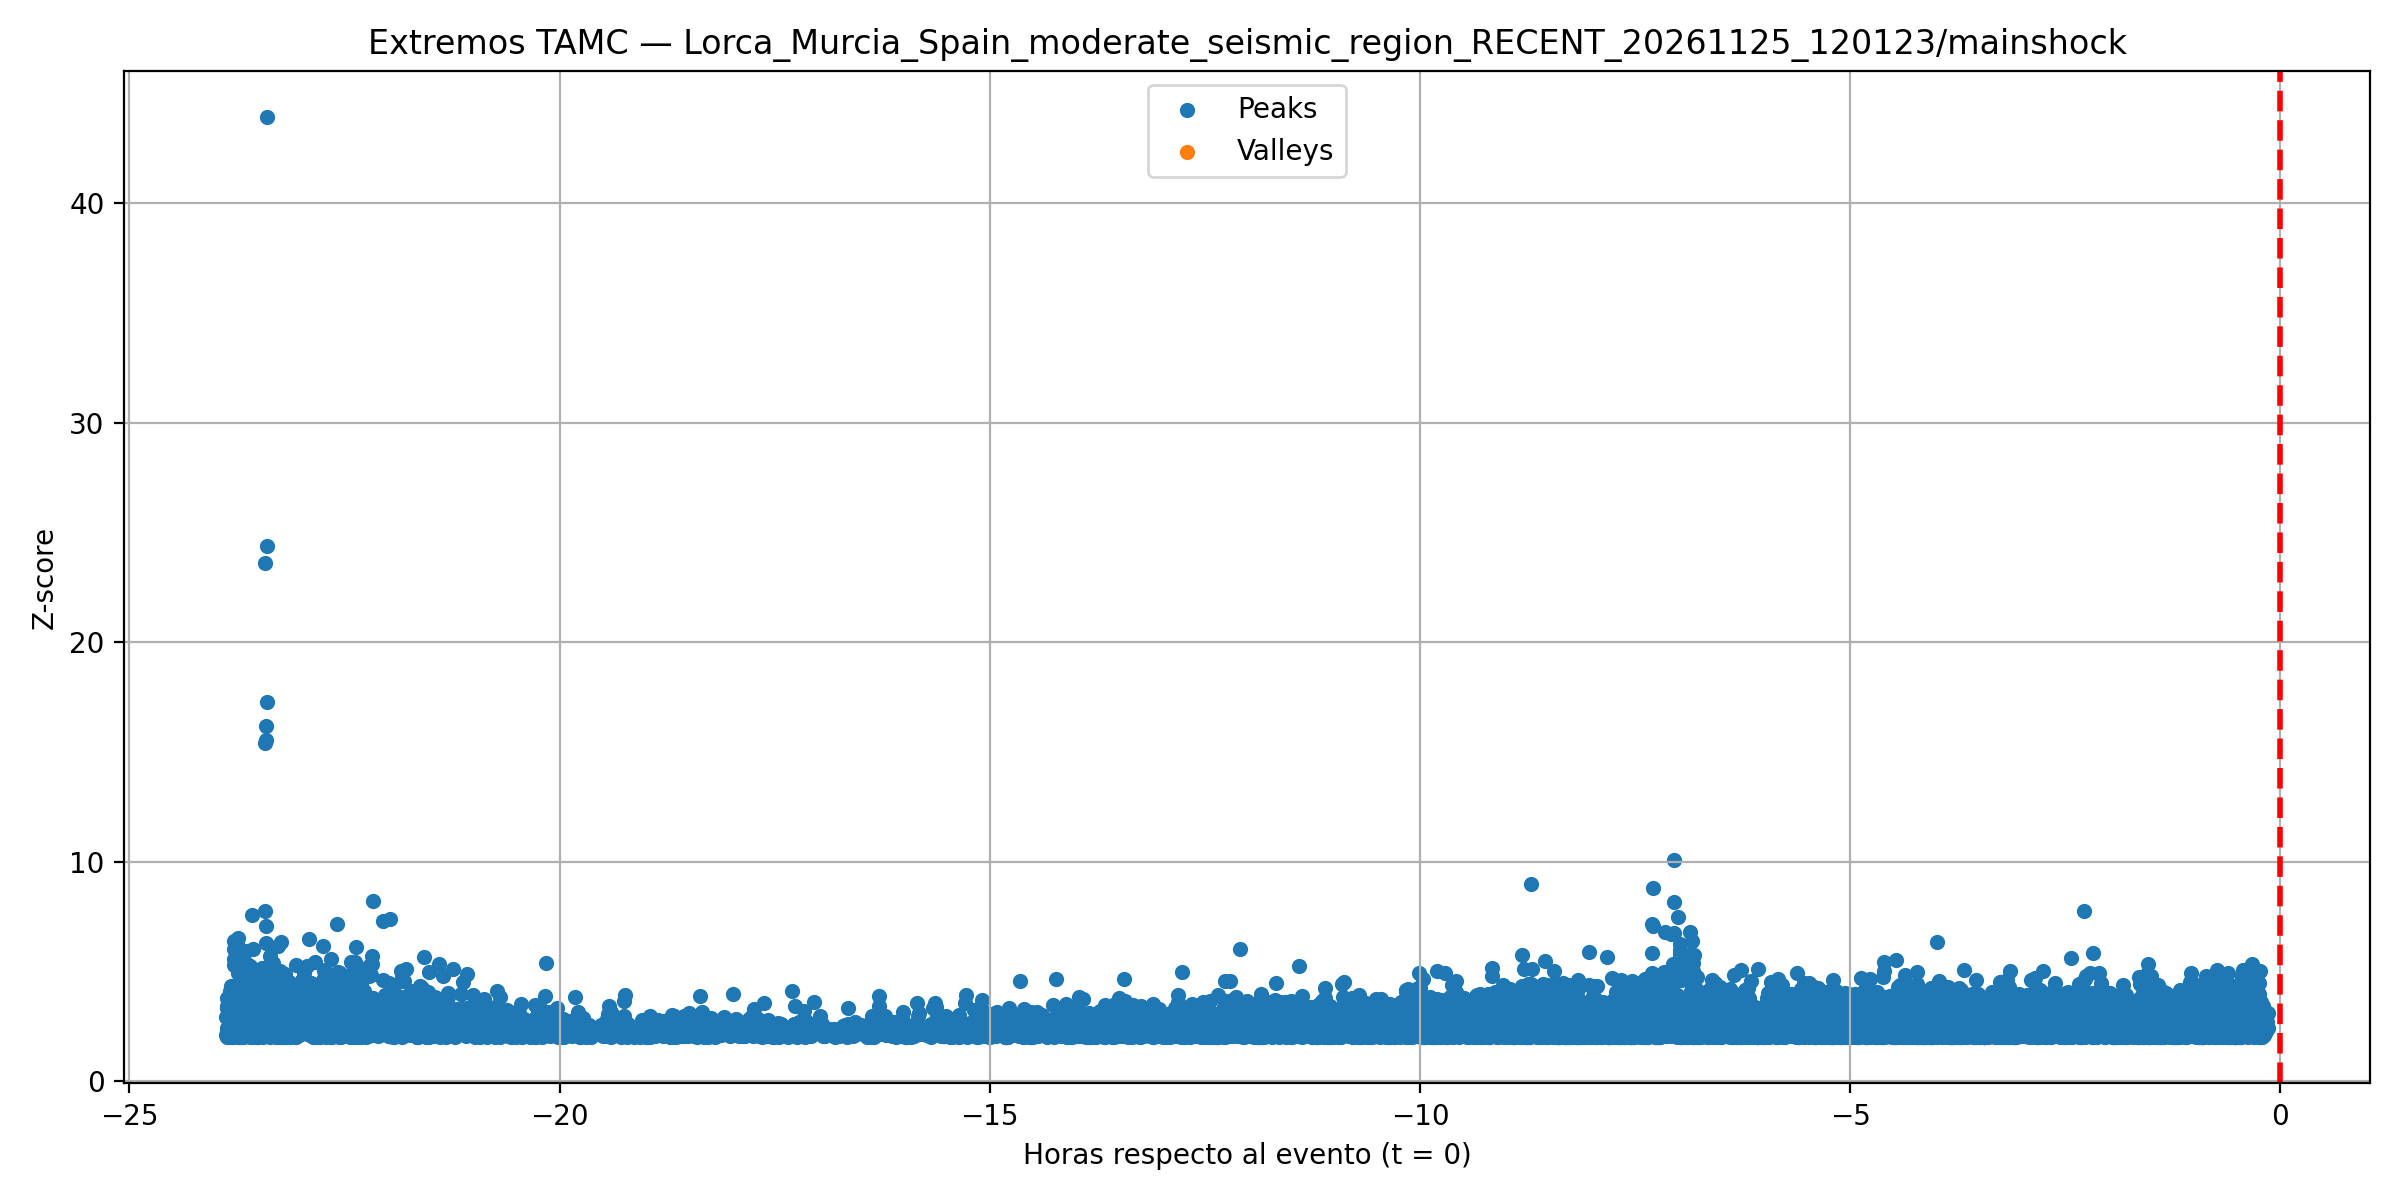 Extremos TAMC — Lorca_Murcia_Spain_moderate_seismic_region_RECENT_20261125_120123/mainshock
Peaks
Valleys
40
30
20
10
0
Z-score
−25
−20
−15
−10
−5
0
Horas respecto al evento (t = 0)